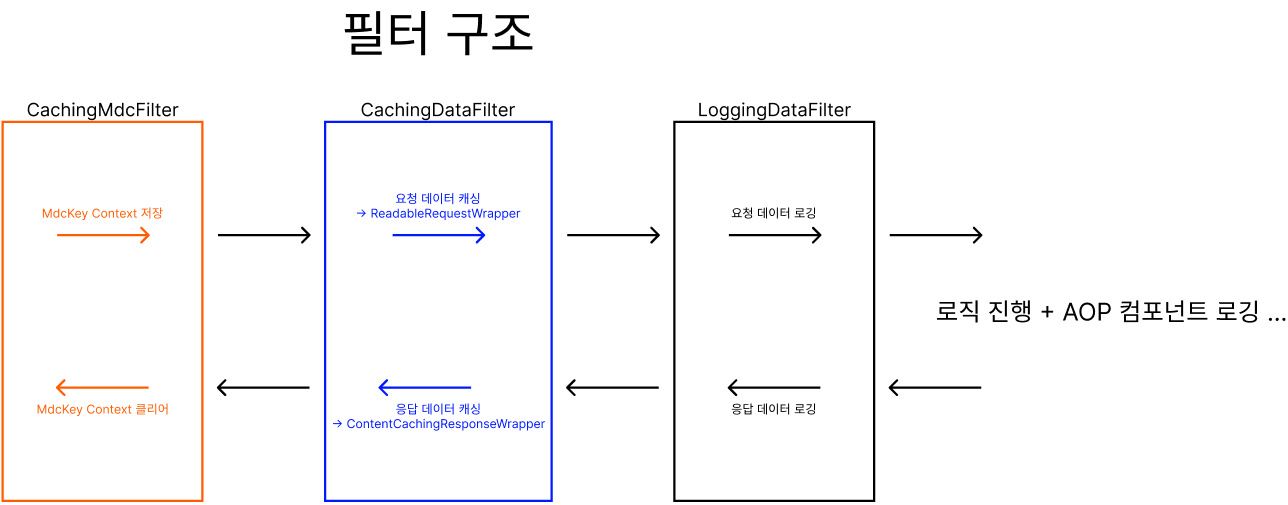 필터 구조
CachingMdcFilter
CachingDataFilter
LoggingDataFilter
MdcKey Context 저장
요청 데이터 캐싱
→ ReadableRequestWrapper
요청 데이터 로깅
로직 진행 + AOP 컴포넌트 로깅 ...
MdcKey Context 클리어
응답 데이터 캐싱
→ ContentCachingResponseWrapper
응답 데이터 로깅